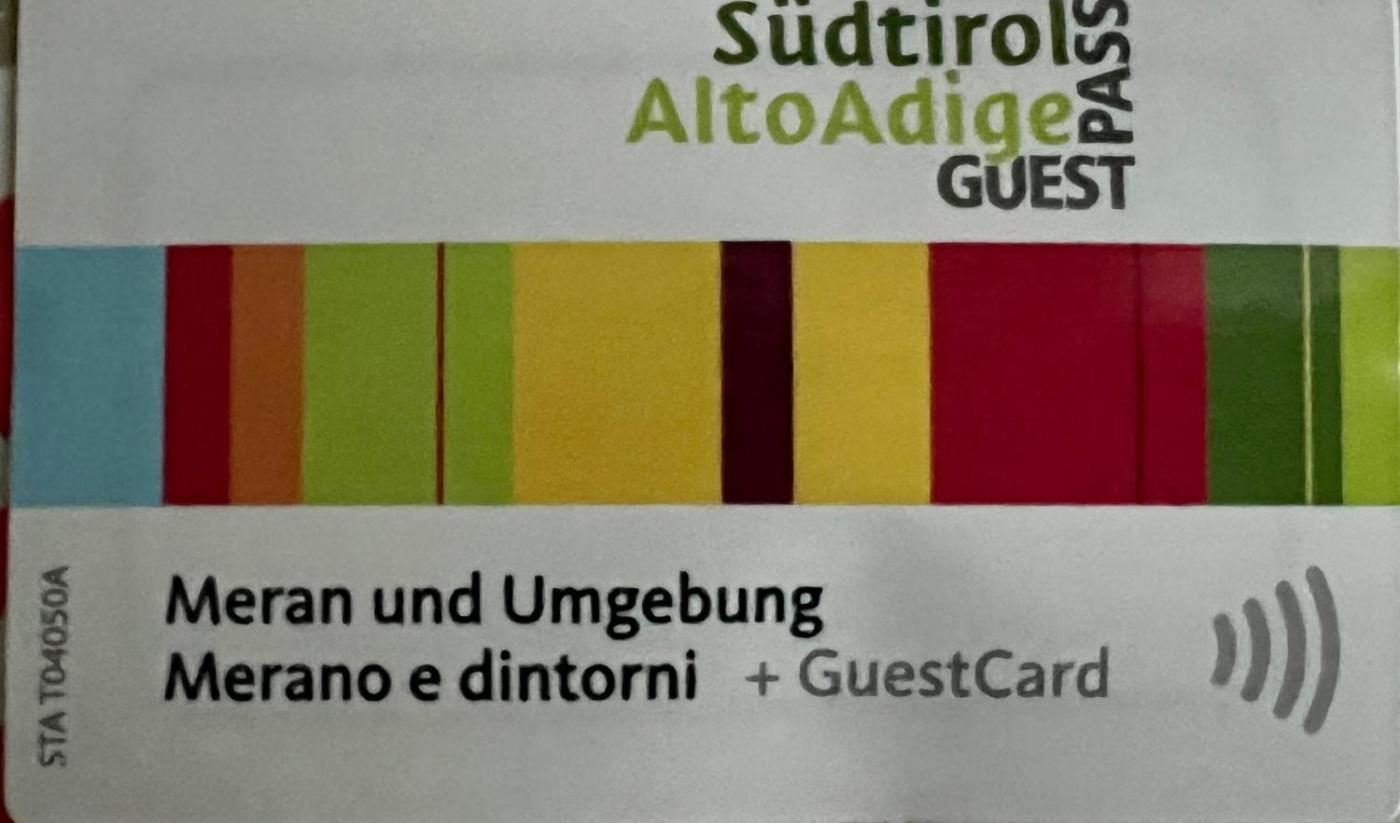 Südtirol
AltoAdige
GUEST
PASS
Meran und Umgebung
Merano e dintorni + GuestCard
STA T04050A